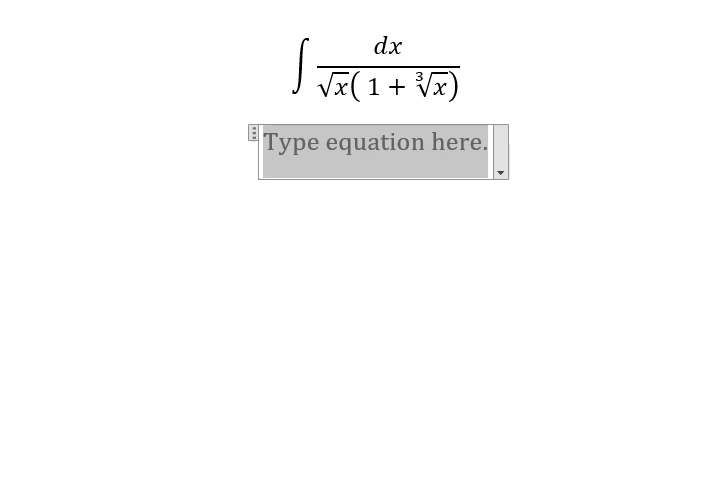 ∫ dx / √x( 1 + ∛x)
Type equation here.